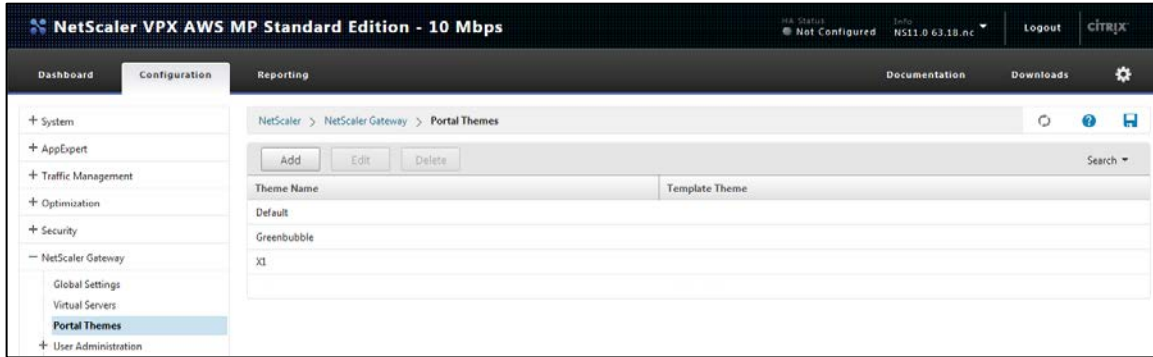 NetScaler VPX AWS MP Standard Edition - 10 Mbps
HA Status
Not Configured
Info
NS11.0 63.18.nc
Logout
CİTRIX
Dashboard
Configuration
Reporting
Documentation
Downloads
+ System
+ AppExpert
+ Traffic Management
+ Optimization
+ Security
− NetScaler Gateway
Global Settings
Virtual Servers
Portal Themes
+ User Administration
NetScaler > NetScaler Gateway > Portal Themes
Add
Edit
Delete
Search
Theme Name Template Theme
Default
Greenbubble
X1